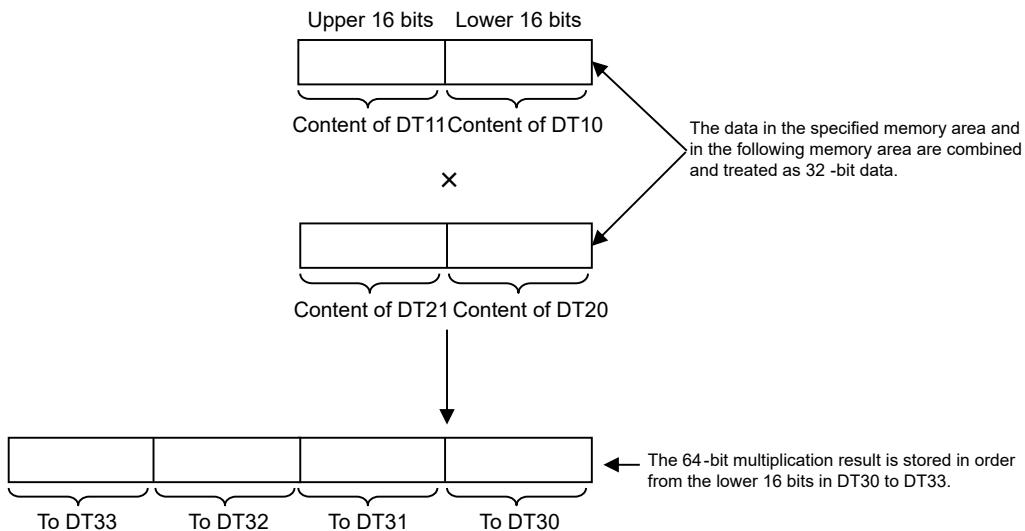 Upper 16 bits Lower 16 bits
Content of DT11 Content of DT10
The data in the specified memory area and
in the following memory area are combined
and treated as 32 -bit data.
×
Content of DT21 Content of DT20
The 64-bit multiplication result is stored in order
from the lower 16 bits in DT30 to DT33.
To DT33 To DT32 To DT31 To DT30